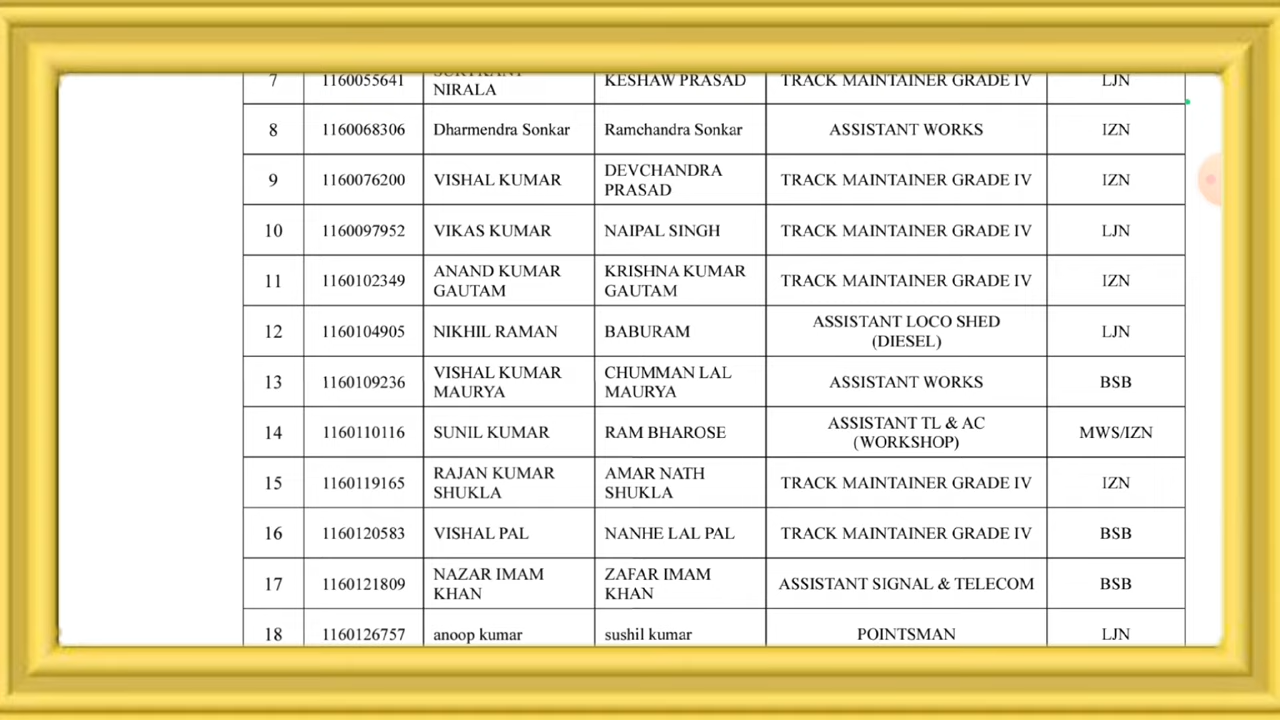 7 1160055641 NIRALA KESHAW PRASAD TRACK MAINTAINER GRADE IV LJN
8 1160068306 Dharmendra Sonkar Ramchandra Sonkar ASSISTANT WORKS IZN
9 1160076200 VISHAL KUMAR DEVCHANDRA PRASAD TRACK MAINTAINER GRADE IV IZN
10 1160097952 VIKAS KUMAR NAIPAL SINGH TRACK MAINTAINER GRADE IV LJN
11 1160102349 ANAND KUMAR GAUTAM KRISHNA KUMAR GAUTAM TRACK MAINTAINER GRADE IV IZN
12 1160104905 NIKHIL RAMAN BABURAM ASSISTANT LOCO SHED (DIESEL) LJN
13 1160109236 VISHAL KUMAR MAURYA CHUMMAN LAL MAURYA ASSISTANT WORKS BSB
14 1160110116 SUNIL KUMAR RAM BHAROSE ASSISTANT TL & AC (WORKSHOP) MWS/IZN
15 1160119165 RAJAN KUMAR SHUKLA AMAR NATH SHUKLA TRACK MAINTAINER GRADE IV IZN
16 1160120583 VISHAL PAL NANHE LAL PAL TRACK MAINTAINER GRADE IV BSB
17 1160121809 NAZAR IMAM KHAN ZAFAR IMAM KHAN ASSISTANT SIGNAL & TELECOM BSB
18 1160126757 anoop kumar sushil kumar POINTSMAN LJN